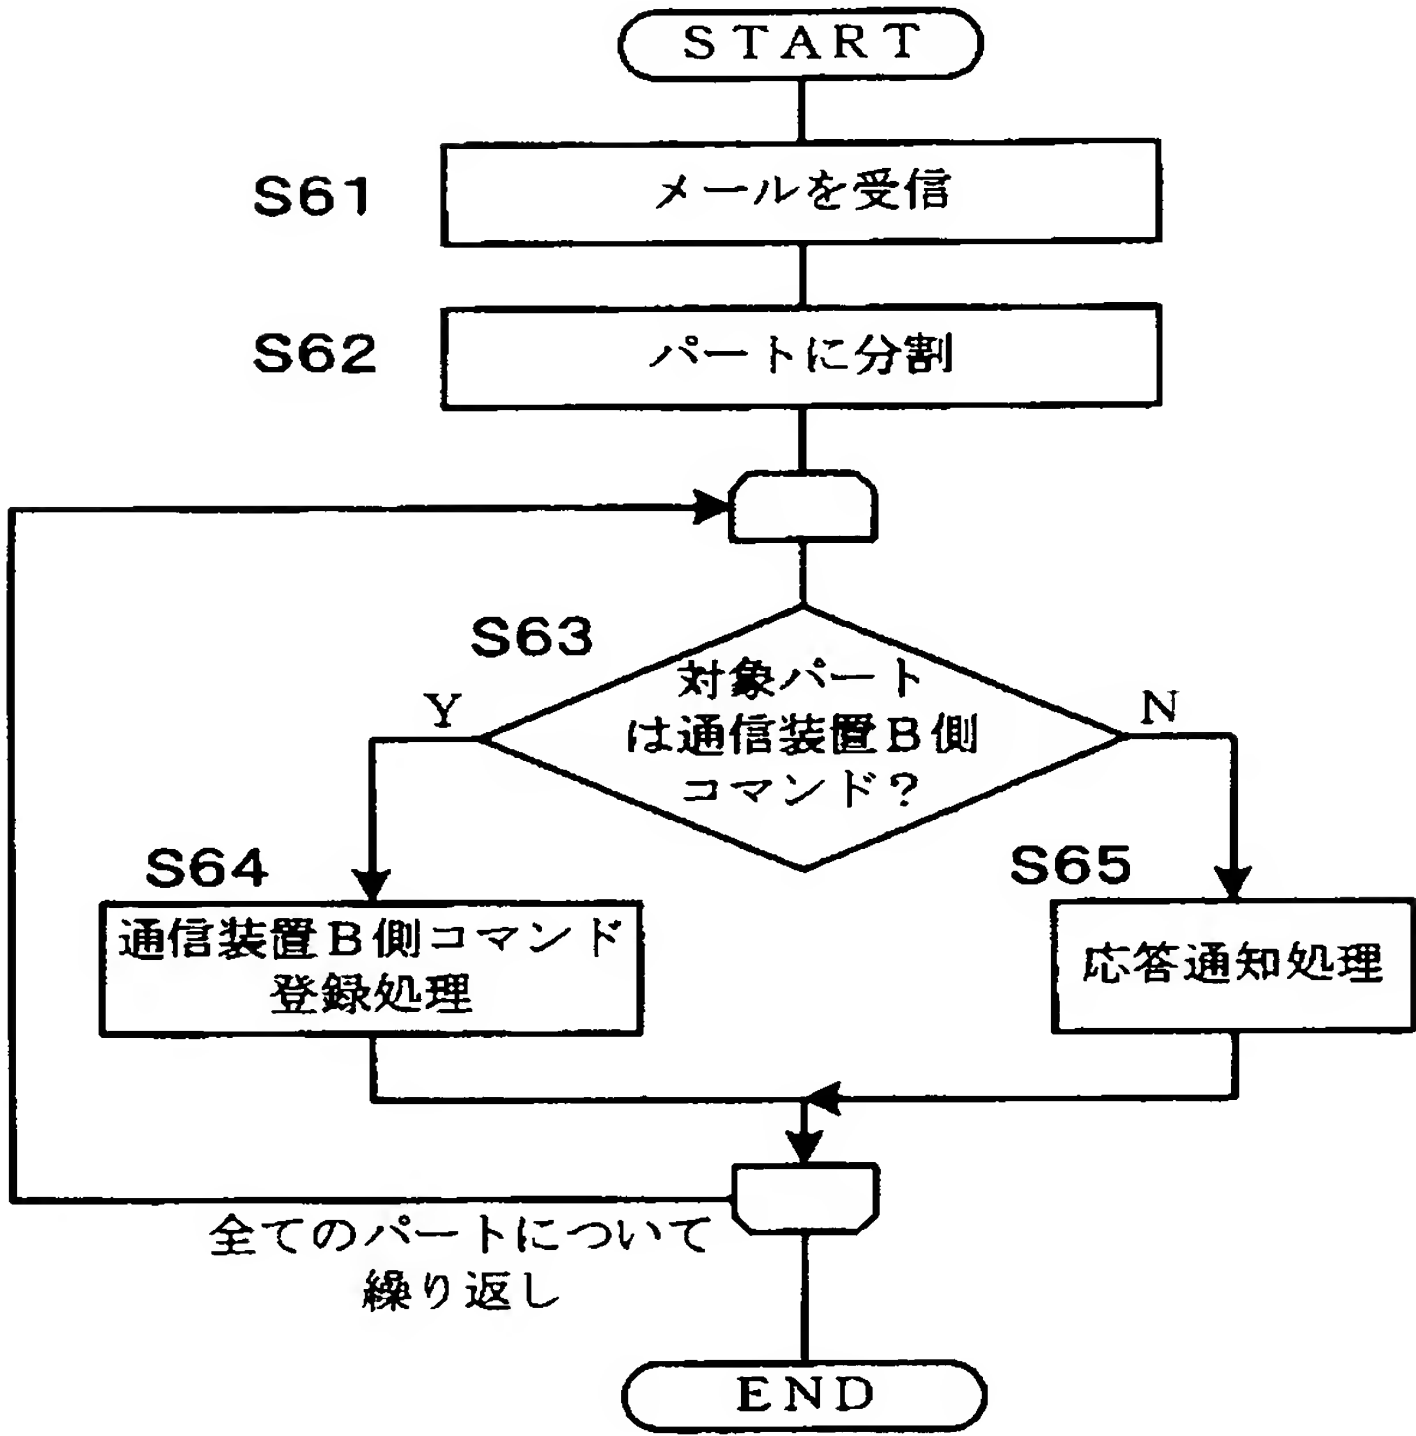 START
S61
メールを受信
S62
パートに分割
S63
対象パート
は通信装置B側
コマンド?
Y
N
S64
通信装置B側コマンド
登録処理
S65
応答通知処理
全てのパートについて
繰り返し
END